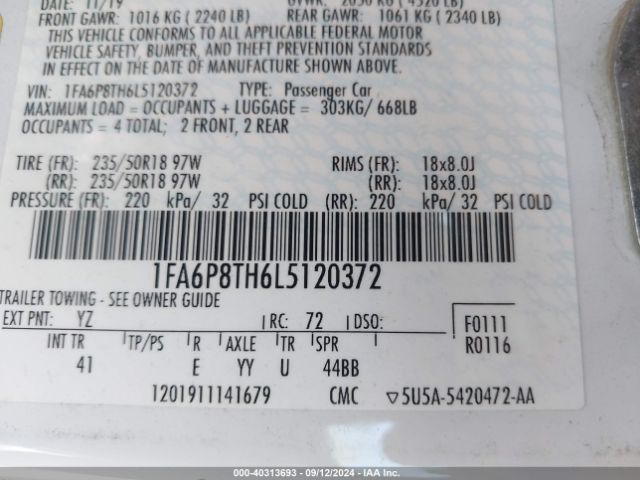 DATE: 11/19 GVWR: 2050 KG (4520 LB)
FRONT GAWR: 1016 KG (2240 LB) REAR GAWR: 1061 KG (2340 LB)
THIS VEHICLE CONFORMS TO ALL APPLICABLE FEDERAL MOTOR
VEHICLE SAFETY, BUMPER, AND THEFT PREVENTION STANDARDS
IN EFFECT ON THE DATE OF MANUFACTURE SHOWN ABOVE.
VIN: 1FA6P8TH6L5120372 TYPE: Passenger Car
MAXIMUM LOAD = OCCUPANTS + LUGGAGE = 303KG/ 668LB
OCCUPANTS = 4 TOTAL; 2 FRONT, 2 REAR
TIRE (FR): 235/50R18 97W RIMS (FR): 18x8.0J
(RR): 235/50R18 97W (RR): 18x8.0J
PRESSURE (FR): 220 kPa/ 32 PSI COLD (RR): 220 kPa/ 32 PSI COLD
1FA6P8TH6L5120372
TRAILER TOWING - SEE OWNER GUIDE
EXT PNT: YZ RC: 72 DSO: F0111
INT TR TP/PS R AXLE TR SPR R0116
41 E YY U 44BB
1201911141679 CMC ▽5U5A-5420472-AA
000-40313693 - 09/12/2024 - IAA Inc.